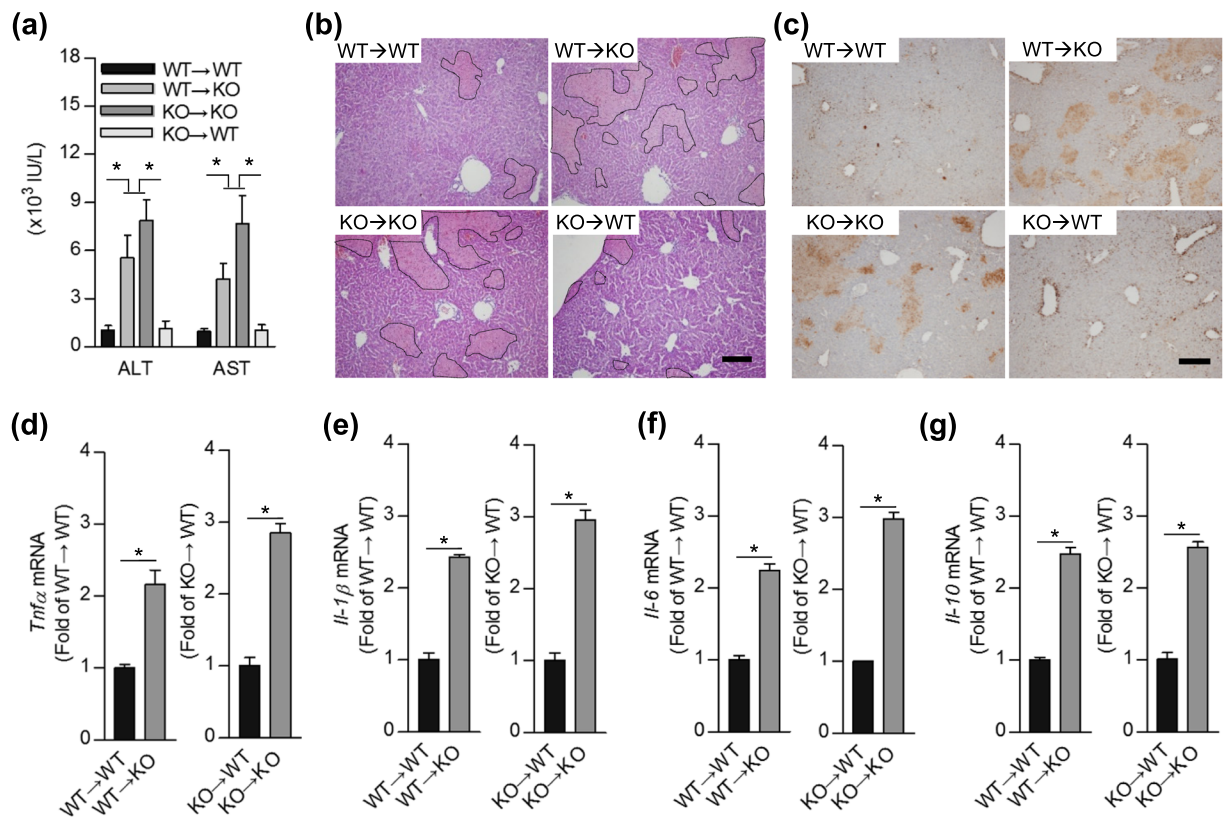 (a)
(x10³ IU/L)
18
15
12
9
6
3
0
WT→WT
WT→KO
KO→KO
KO→WT
* *
* *
ALT AST
(b)
WT→WT
WT→KO
KO→KO
KO→WT
(c)
WT→WT
WT→KO
KO→KO
KO→WT
(d)
Tnfα mRNA
(Fold of WT→WT)
4
3
2
1
0
*
WT→WT
WT→KO
(Fold of KO→WT)
4
3
2
1
0
*
KO→WT
KO→KO
(e)
Il-1β mRNA
(Fold of WT→WT)
4
3
2
1
0
*
WT→WT
WT→KO
(Fold of KO→WT)
4
3
2
1
0
*
KO→WT
KO→KO
(f)
Il-6 mRNA
(Fold of WT→WT)
4
3
2
1
0
*
WT→WT
WT→KO
(Fold of KO→WT)
4
3
2
1
0
*
KO→WT
KO→KO
(g)
Il-10 mRNA
(Fold of WT→WT)
4
3
2
1
0
*
WT→WT
WT→KO
(Fold of KO→WT)
4
3
2
1
0
*
KO→WT
KO→KO